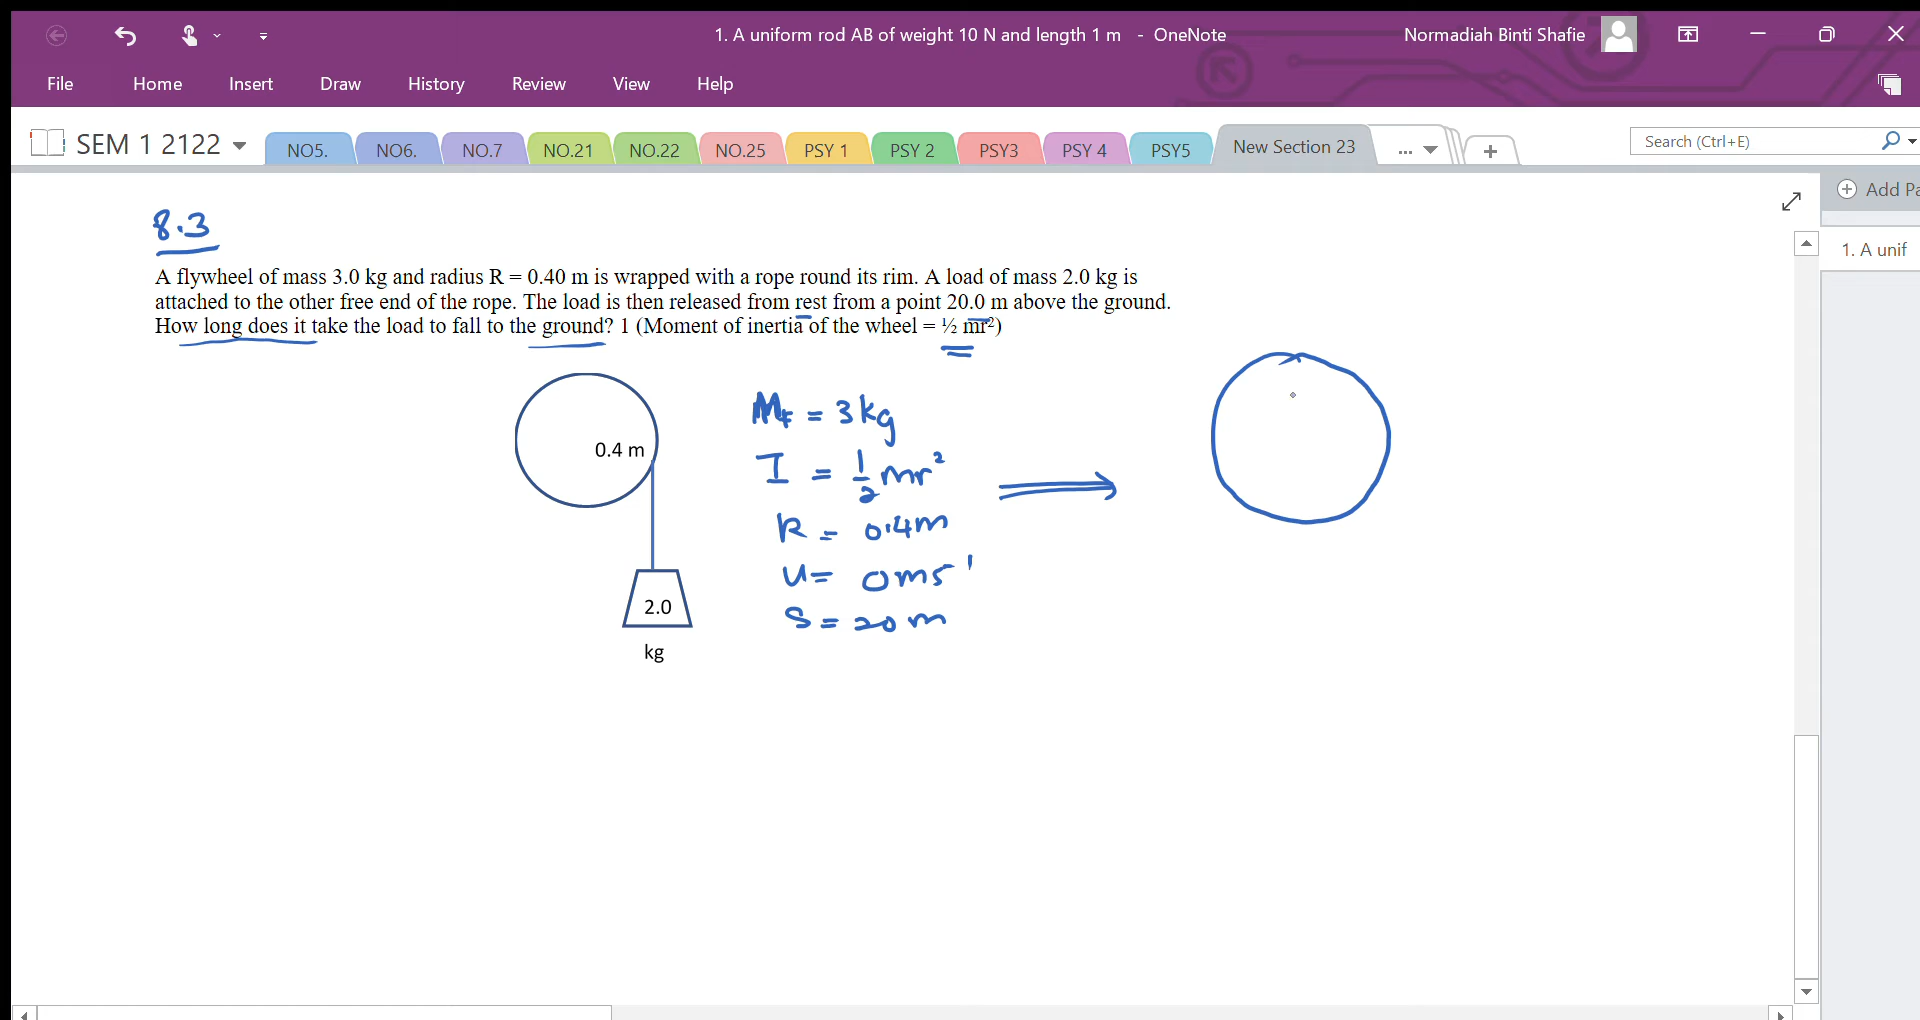 1. A uniform rod AB of weight 10 N and length 1 m - OneNote
Normadiah Binti Shafie
File Home Insert Draw History Review View Help
SEM 1 2122
NO5. NO6. NO.7 NO.21 NO.22 NO.25 PSY 1 PSY 2 PSY3 PSY 4 PSY5 New Section 23 ...
Search (Ctrl+E)
Add Pa
1. A unif
8.3
A flywheel of mass 3.0 kg and radius R = 0.40 m is wrapped with a rope round its rim. A load of mass 2.0 kg is
attached to the other free end of the rope. The load is then released from rest from a point 20.0 m above the ground.
How long does it take the load to fall to the ground? 1 (Moment of inertia of the wheel = ½ mr²)
0.4 m
2.0
kg
M_f = 3 kg
I = 1/2 mr²
R = 0.4 m
U = 0 ms⁻¹
S = 20 m